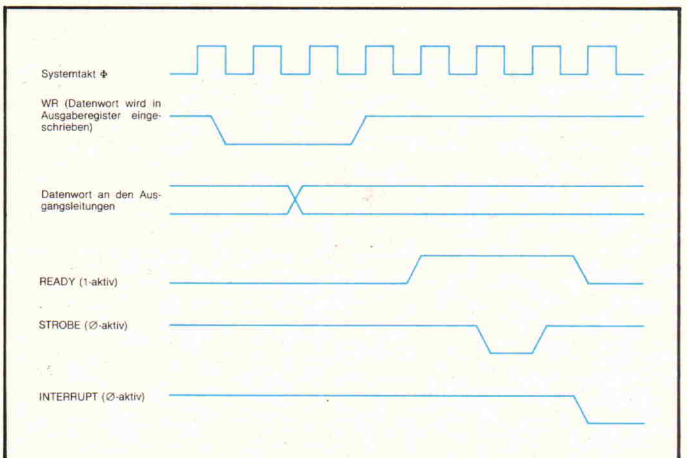 Systemtakt Φ
WR (Datenwort wird in
Ausgaberegister einge-
schrieben)
Datenwort an den Aus-
gangsleitungen
READY (1-aktiv)
STROBE (Ø-aktiv)
INTERRUPT (Ø-aktiv)